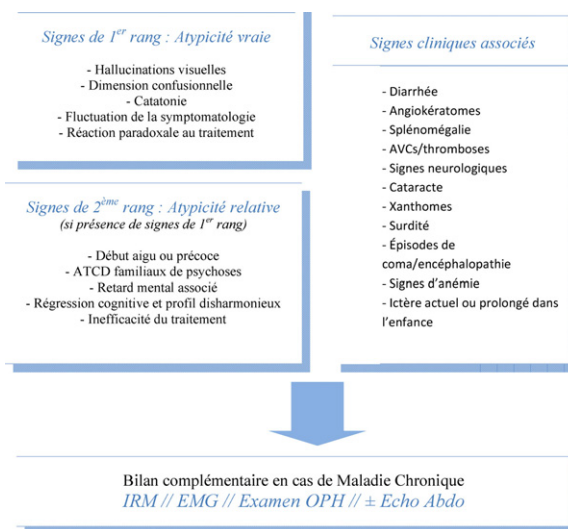 Signes de 1er rang : Atypicité vraie
- Hallucinations visuelles
- Dimension confusionnelle
- Catatonie
- Fluctuation de la symptomatologie
- Réaction paradoxale au traitement
Signes de 2ème rang : Atypicité relative
(si présence de signes de 1er rang)
- Début aigu ou précoce
- ATCD familiaux de psychoses
- Retard mental associé
- Régression cognitive et profil disharmonieux
- Inefficacité du traitement
Signes cliniques associés
- Diarrhée
- Angiokératomes
- Splénomégalie
- AVCs/thromboses
- Signes neurologiques
- Cataracte
- Xanthomes
- Surdité
- Épisodes de
coma/encéphalopathie
- Signes d'anémie
- Ictère actuel ou prolongé dans
l'enfance
Bilan complémentaire en cas de Maladie Chronique
IRM // EMG // Examen OPH // ± Echo Abdo